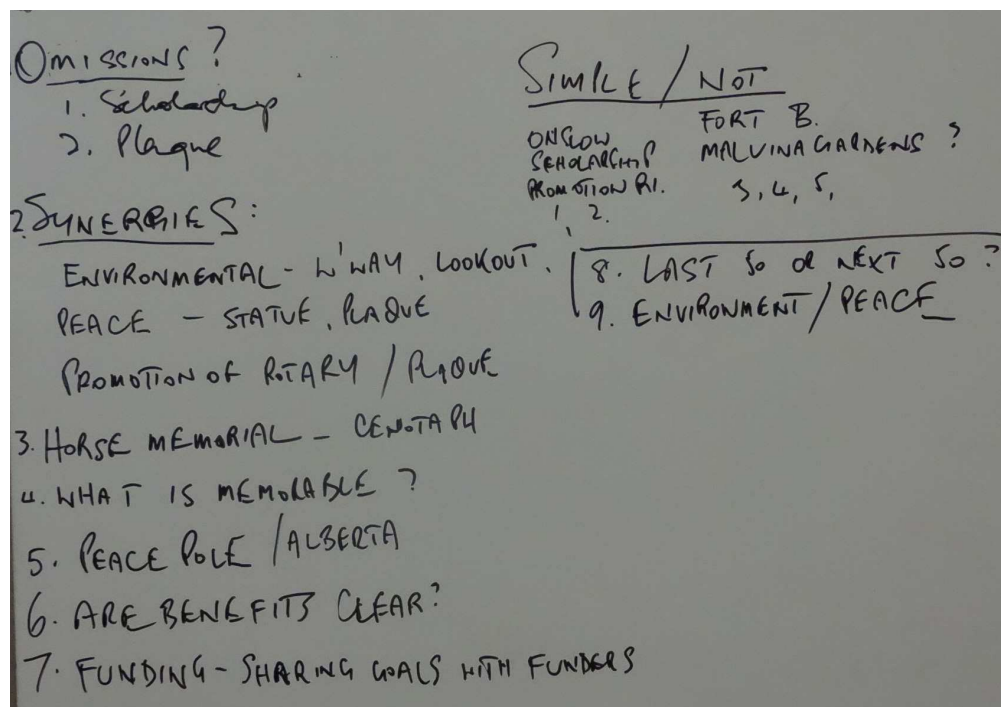 OMISSIONS?
1. Scholarship
2. Plaque
2. SYNERGIES:
ENVIRONMENTAL - W'WAY, LOOKOUT,
PEACE - STATUE, PLAQUE
PROMOTION OF ROTARY / PLAQUE
3. HORSE MEMORIAL - CENOTAPH
4. WHAT IS MEMORABLE?
5. PEACE POLE / ALBERTA
6. ARE BENEFITS CLEAR?
7. FUNDING - SHARING GOALS WITH FUNDERS
SIMPLE / NOT
ONSLOW
SCHOLARSHIP
PROMOTION RI.
1, 2.
FORT B.
MALVINA GARDENS ?
3, 4, 5,
8. LAST 50 OR NEXT 50 ?
9. ENVIRONMENT / PEACE